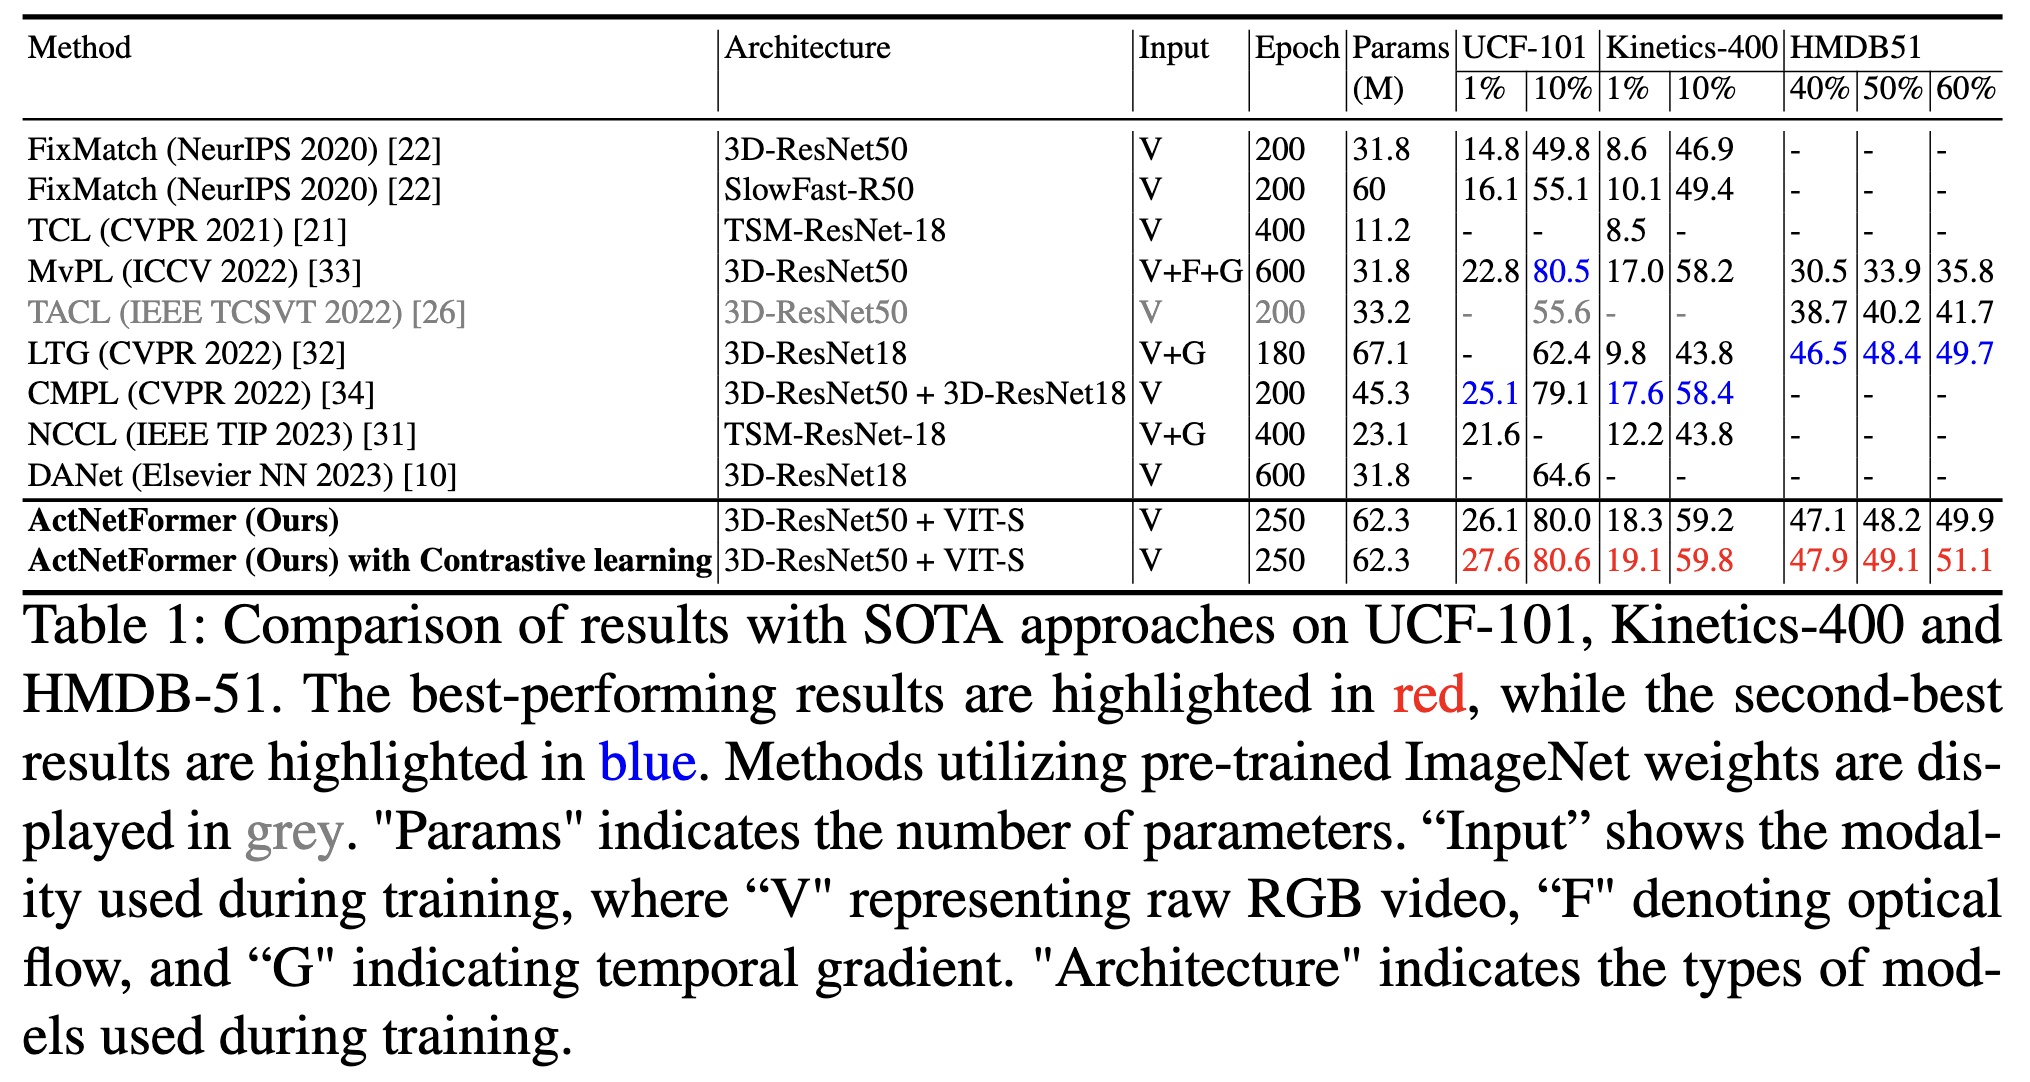 Method Architecture Input Epoch Params UCF-101 Kinetics-400 HMDB51
(M) 1% 10% 1% 10% 40% 50% 60%
FixMatch (NeurIPS 2020) [22] 3D-ResNet50 V 200 31.8 14.8 49.8 8.6 46.9 - - -
FixMatch (NeurIPS 2020) [22] SlowFast-R50 V 200 60 16.1 55.1 10.1 49.4 - - -
TCL (CVPR 2021) [21] TSM-ResNet-18 V 400 11.2 - - 8.5 - - - -
MvPL (ICCV 2022) [33] 3D-ResNet50 V+F+G 600 31.8 22.8 80.5 17.0 58.2 30.5 33.9 35.8
TACL (IEEE TCSVT 2022) [26] 3D-ResNet50 V 200 33.2 - 55.6 - - 38.7 40.2 41.7
LTG (CVPR 2022) [32] 3D-ResNet18 V+G 180 67.1 - 62.4 9.8 43.8 46.5 48.4 49.7
CMPL (CVPR 2022) [34] 3D-ResNet50 + 3D-ResNet18 V 200 45.3 25.1 79.1 17.6 58.4 - - -
NCCL (IEEE TIP 2023) [31] TSM-ResNet-18 V+G 400 23.1 21.6 - 12.2 43.8 - - -
DANet (Elsevier NN 2023) [10] 3D-ResNet18 V 600 31.8 - 64.6 - - - - -
ActNetFormer (Ours) 3D-ResNet50 + VIT-S V 250 62.3 26.1 80.0 18.3 59.2 47.1 48.2 49.9
ActNetFormer (Ours) with Contrastive learning 3D-ResNet50 + VIT-S V 250 62.3 27.6 80.6 19.1 59.8 47.9 49.1 51.1
Table 1: Comparison of results with SOTA approaches on UCF-101, Kinetics-400 and
HMDB-51. The best-performing results are highlighted in red, while the second-best
results are highlighted in blue. Methods utilizing pre-trained ImageNet weights are dis-
played in grey. "Params" indicates the number of parameters. “Input” shows the modal-
ity used during training, where “V" representing raw RGB video, “F" denoting optical
flow, and “G" indicating temporal gradient. "Architecture" indicates the types of mod-
els used during training.